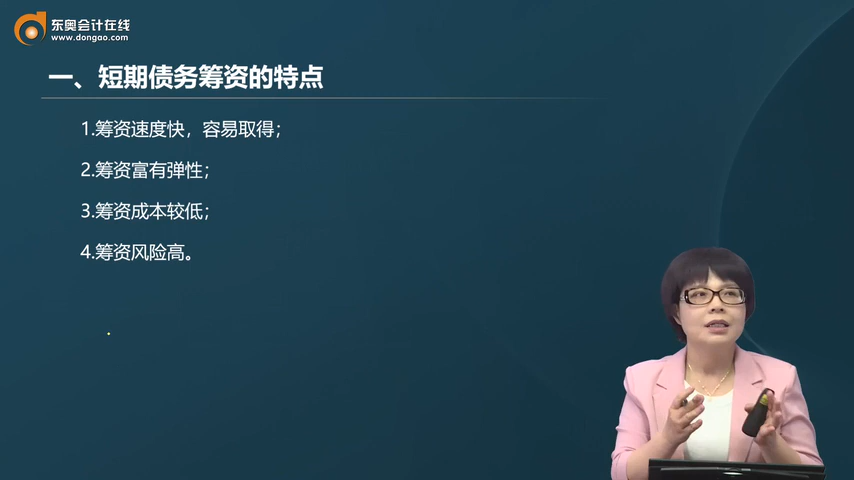 东奥会计在线
www.dongao.com
一、短期债务筹资的特点
1.筹资速度快，容易取得；
2.筹资富有弹性；
3.筹资成本较低；
4.筹资风险高。